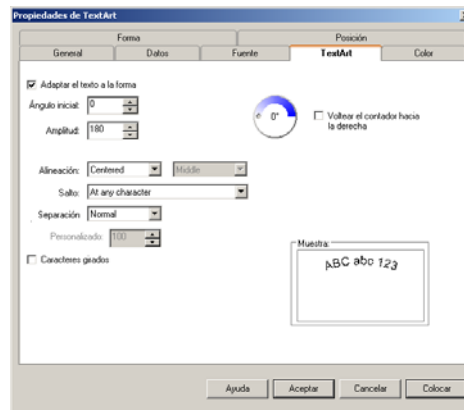 Propiedades de TextArt
Forma Posición
General Datos Fuente TextArt Color
Adaptar el texto a la forma
Ángulo inicial: 0
0°
Voltear el contador hacia
la derecha
Amplitud: 180
Alineación: Centered Middle
Salto: At any character
Separación: Normal
Personalizado: 100
Caracteres girados
Muestra:
ABC abc 123
Ayuda Aceptar Cancelar Colocar